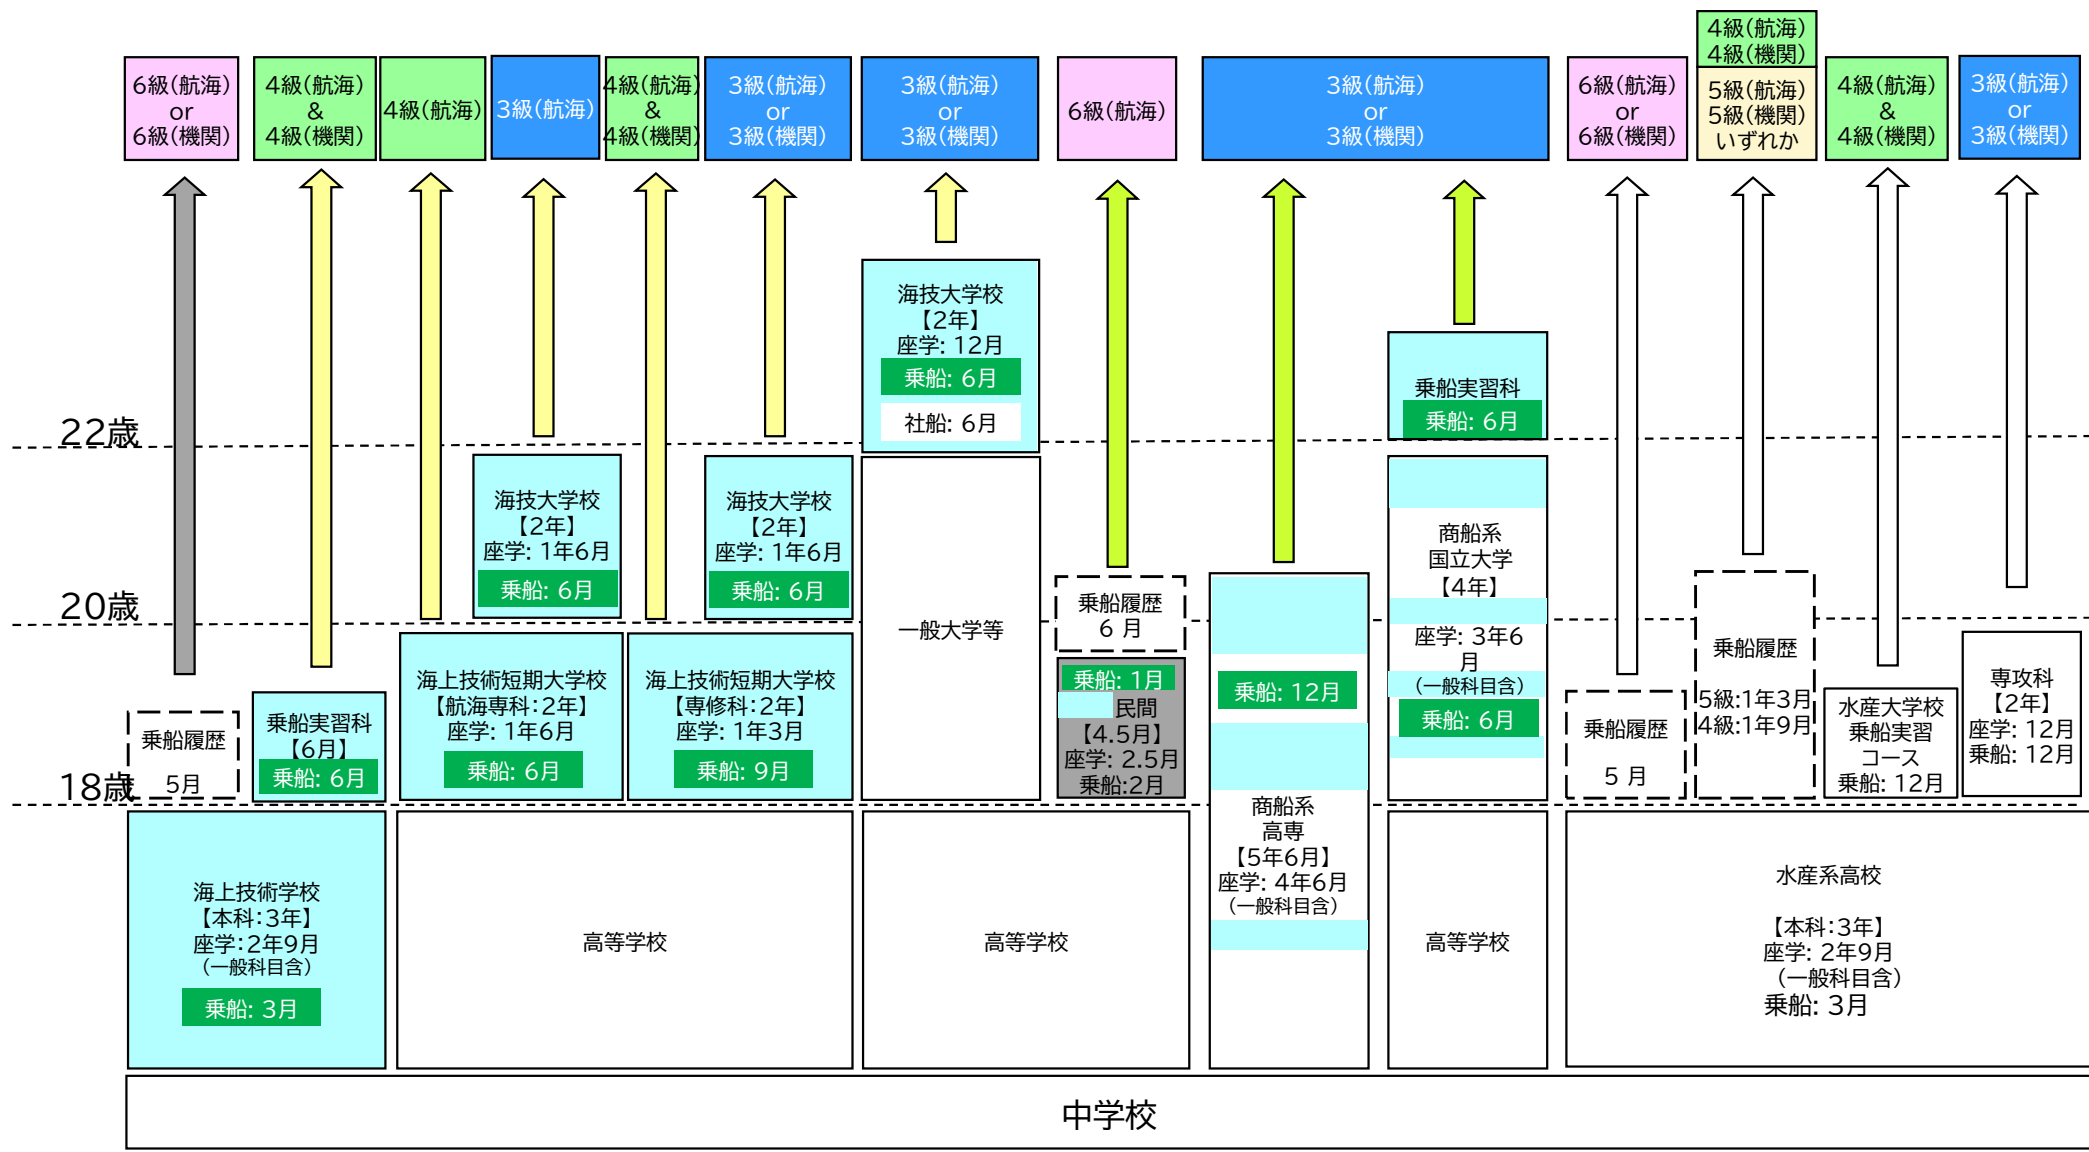 6級(航海)
or
6級(機関)
4級(航海)
&
4級(機関)
4級(航海)
3級(航海)
4級(航海)
&
4級(機関)
3級(航海)
or
3級(機関)
3級(航海)
or
3級(機関)
6級(航海)
3級(航海)
or
3級(機関)
6級(航海)
or
6級(機関)
4級(航海)
4級(機関)
5級(航海)
5級(機関)
いずれか
4級(航海)
&
4級(機関)
3級(航海)
or
3級(機関)
海技大学校
【2年】
座学: 12月
乗船: 6月
社船: 6月
乗船実習科
乗船: 6月
22歳
海技大学校
【2年】
座学: 1年6月
乗船: 6月
海技大学校
【2年】
座学: 1年6月
乗船: 6月
一般大学等
乗船履歴
6 月
乗船: 1月
民間
【4.5月】
座学: 2.5月
乗船:2月
商船系
国立大学
【4年】
座学: 3年6
月
(一般科目含)
乗船: 6月
20歳
海上技術短期大学校
【航海専科:2年】
座学: 1年6月
乗船: 6月
海上技術短期大学校
【専修科:2年】
座学: 1年3月
乗船: 9月
乗船: 12月
商船系
高専
【5年6月】
座学: 4年6月
(一般科目含)
乗船履歴
5月
乗船実習科
【6月】
乗船: 6月
乗船履歴
5 月
乗船履歴
5級:1年3月
4級:1年9月
水産大学校
乗船実習
コース
乗船: 12月
専攻科
【2年】
座学: 12月
乗船: 12月
18歳
海上技術学校
【本科:3年】
座学:2年9月
(一般科目含)
乗船: 3月
高等学校
高等学校
高等学校
水産系高校
【本科:3年】
座学: 2年9月
(一般科目含)
乗船: 3月
中学校